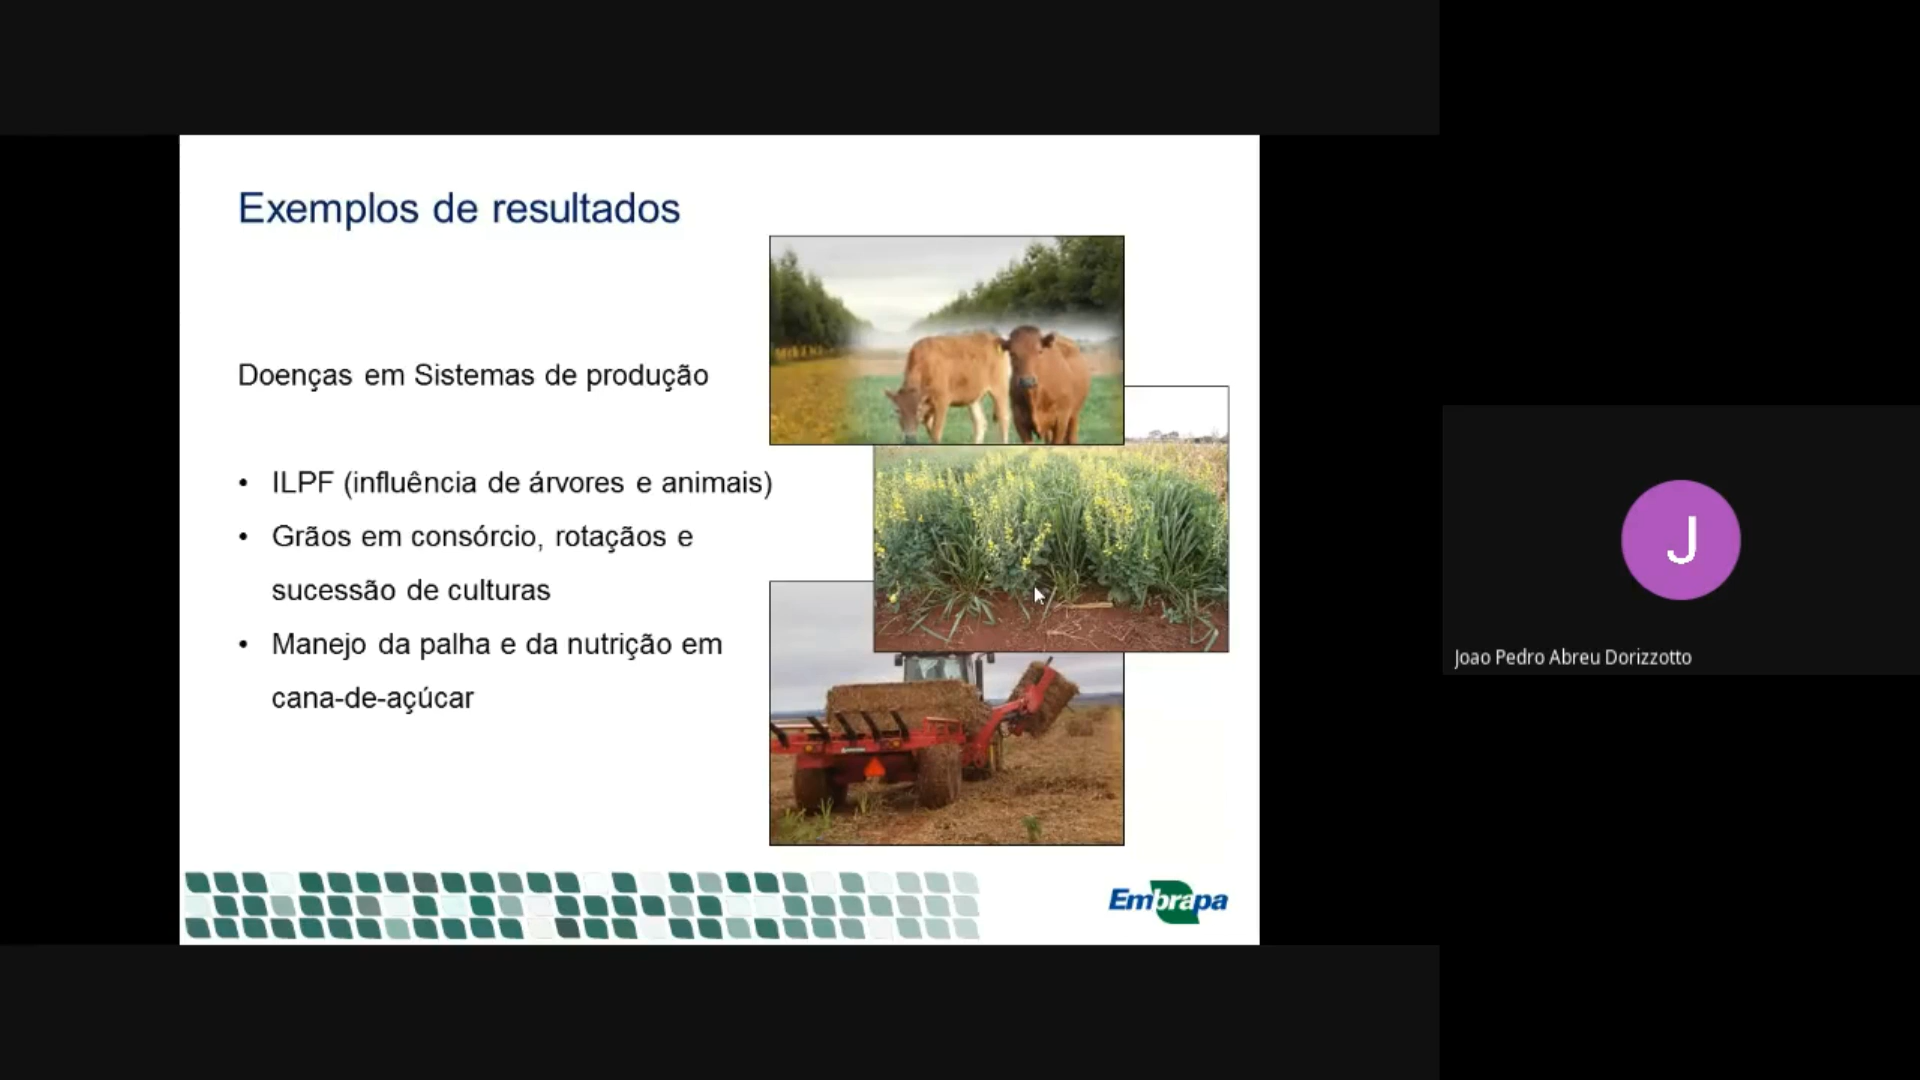 Exemplos de resultados
Doenças em Sistemas de produção
• ILPF (influência de árvores e animais)
• Grãos em consórcio, rotaçãos e
sucessão de culturas
• Manejo da palha e da nutrição em
cana-de-açúcar
Embrapa
J
Joao Pedro Abreu Dorizzotto